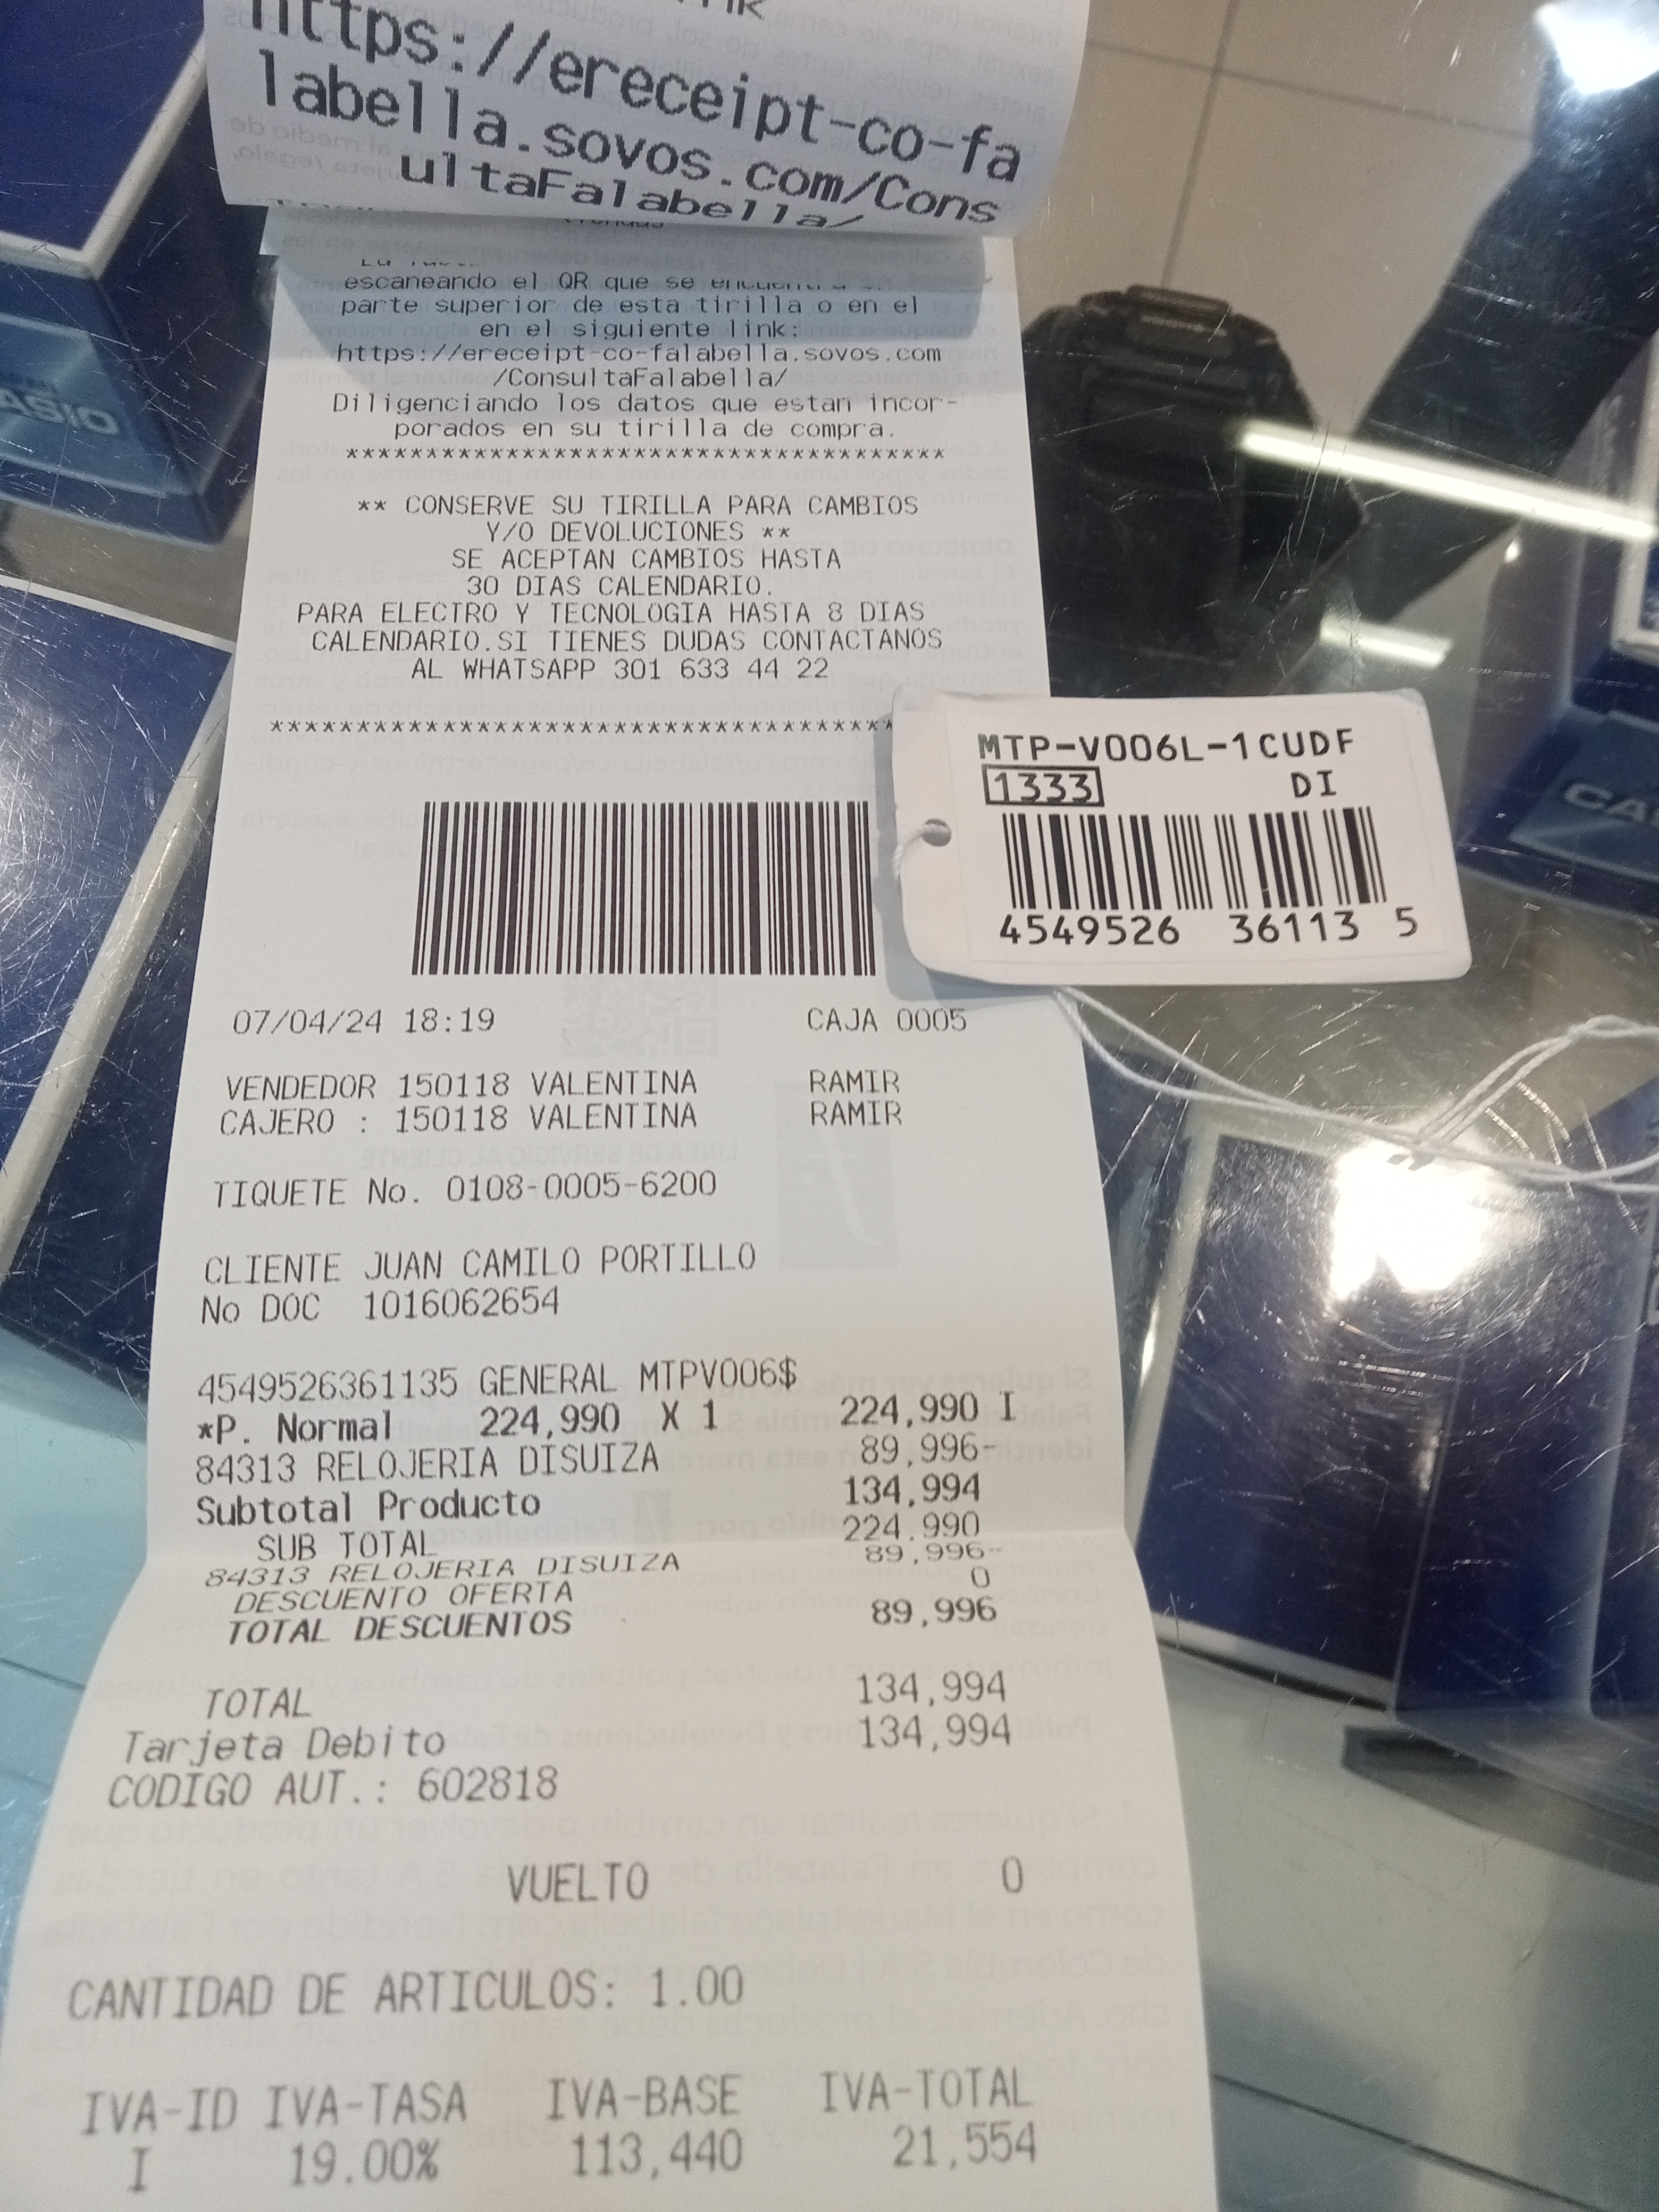 https://ereceipt-co-fa
labella.sovos.com/Cons
ultaFalabella/
escaneando el QR que se
parte superior de esta tirilla o en el
en el siguiente link:
https://ereceipt-co-falabella.sovos.com
/ConsultaFalabella/
Diligenciando los datos que estan incor-
porados en su tirilla de compra.
**************************************
** CONSERVE SU TIRILLA PARA CAMBIOS
Y/O DEVOLUCIONES **
SE ACEPTAN CAMBIOS HASTA
30 DIAS CALENDARIO.
PARA ELECTRO Y TECNOLOGIA HASTA 8 DIAS
CALENDARIO.SI TIENES DUDAS CONTACTANOS
AL WHATSAPP 301 633 44 22
**************************************
MTP-V006L-1CUDF
1333 DI
4549526 36113 5
07/04/24 18:19 CAJA 0005
VENDEDOR 150118 VALENTINA RAMIR
CAJERO : 150118 VALENTINA RAMIR
TIQUETE No. 0108-0005-6200
CLIENTE JUAN CAMILO PORTILLO
No DOC 1016062654
4549526361135 GENERAL MTPV006$
*P. Normal 224,990 X 1 224,990 I
84313 RELOJERIA DISUIZA 89,996-
Subtotal Producto 134,994
SUB TOTAL 224,990
84313 RELOJERIA DISUIZA 89,996-
DESCUENTO OFERTA 0
TOTAL DESCUENTOS 89,996
TOTAL 134,994
Tarjeta Debito 134,994
CODIGO AUT.: 602818
VUELTO 0
CANTIDAD DE ARTICULOS: 1.00
IVA-ID IVA-TASA IVA-BASE IVA-TOTAL
I 19.00% 113,440 21,554
CASIO